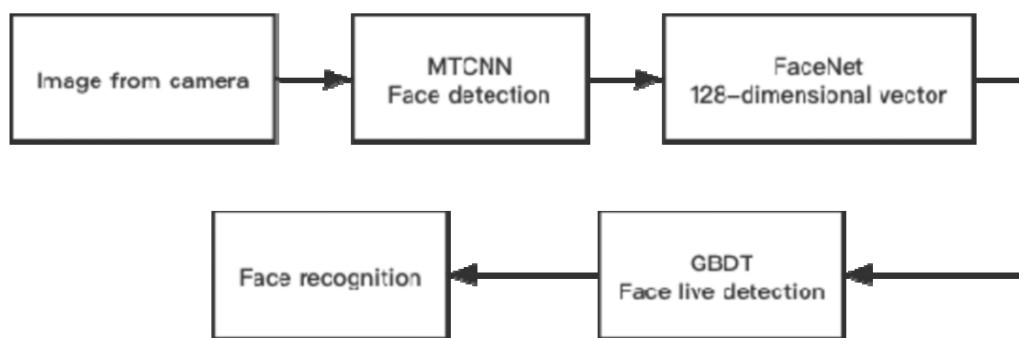 Image from camera
MTCNN
Face detection
FaceNet
128–dimensional vector
GBDT
Face live detection
Face recognition